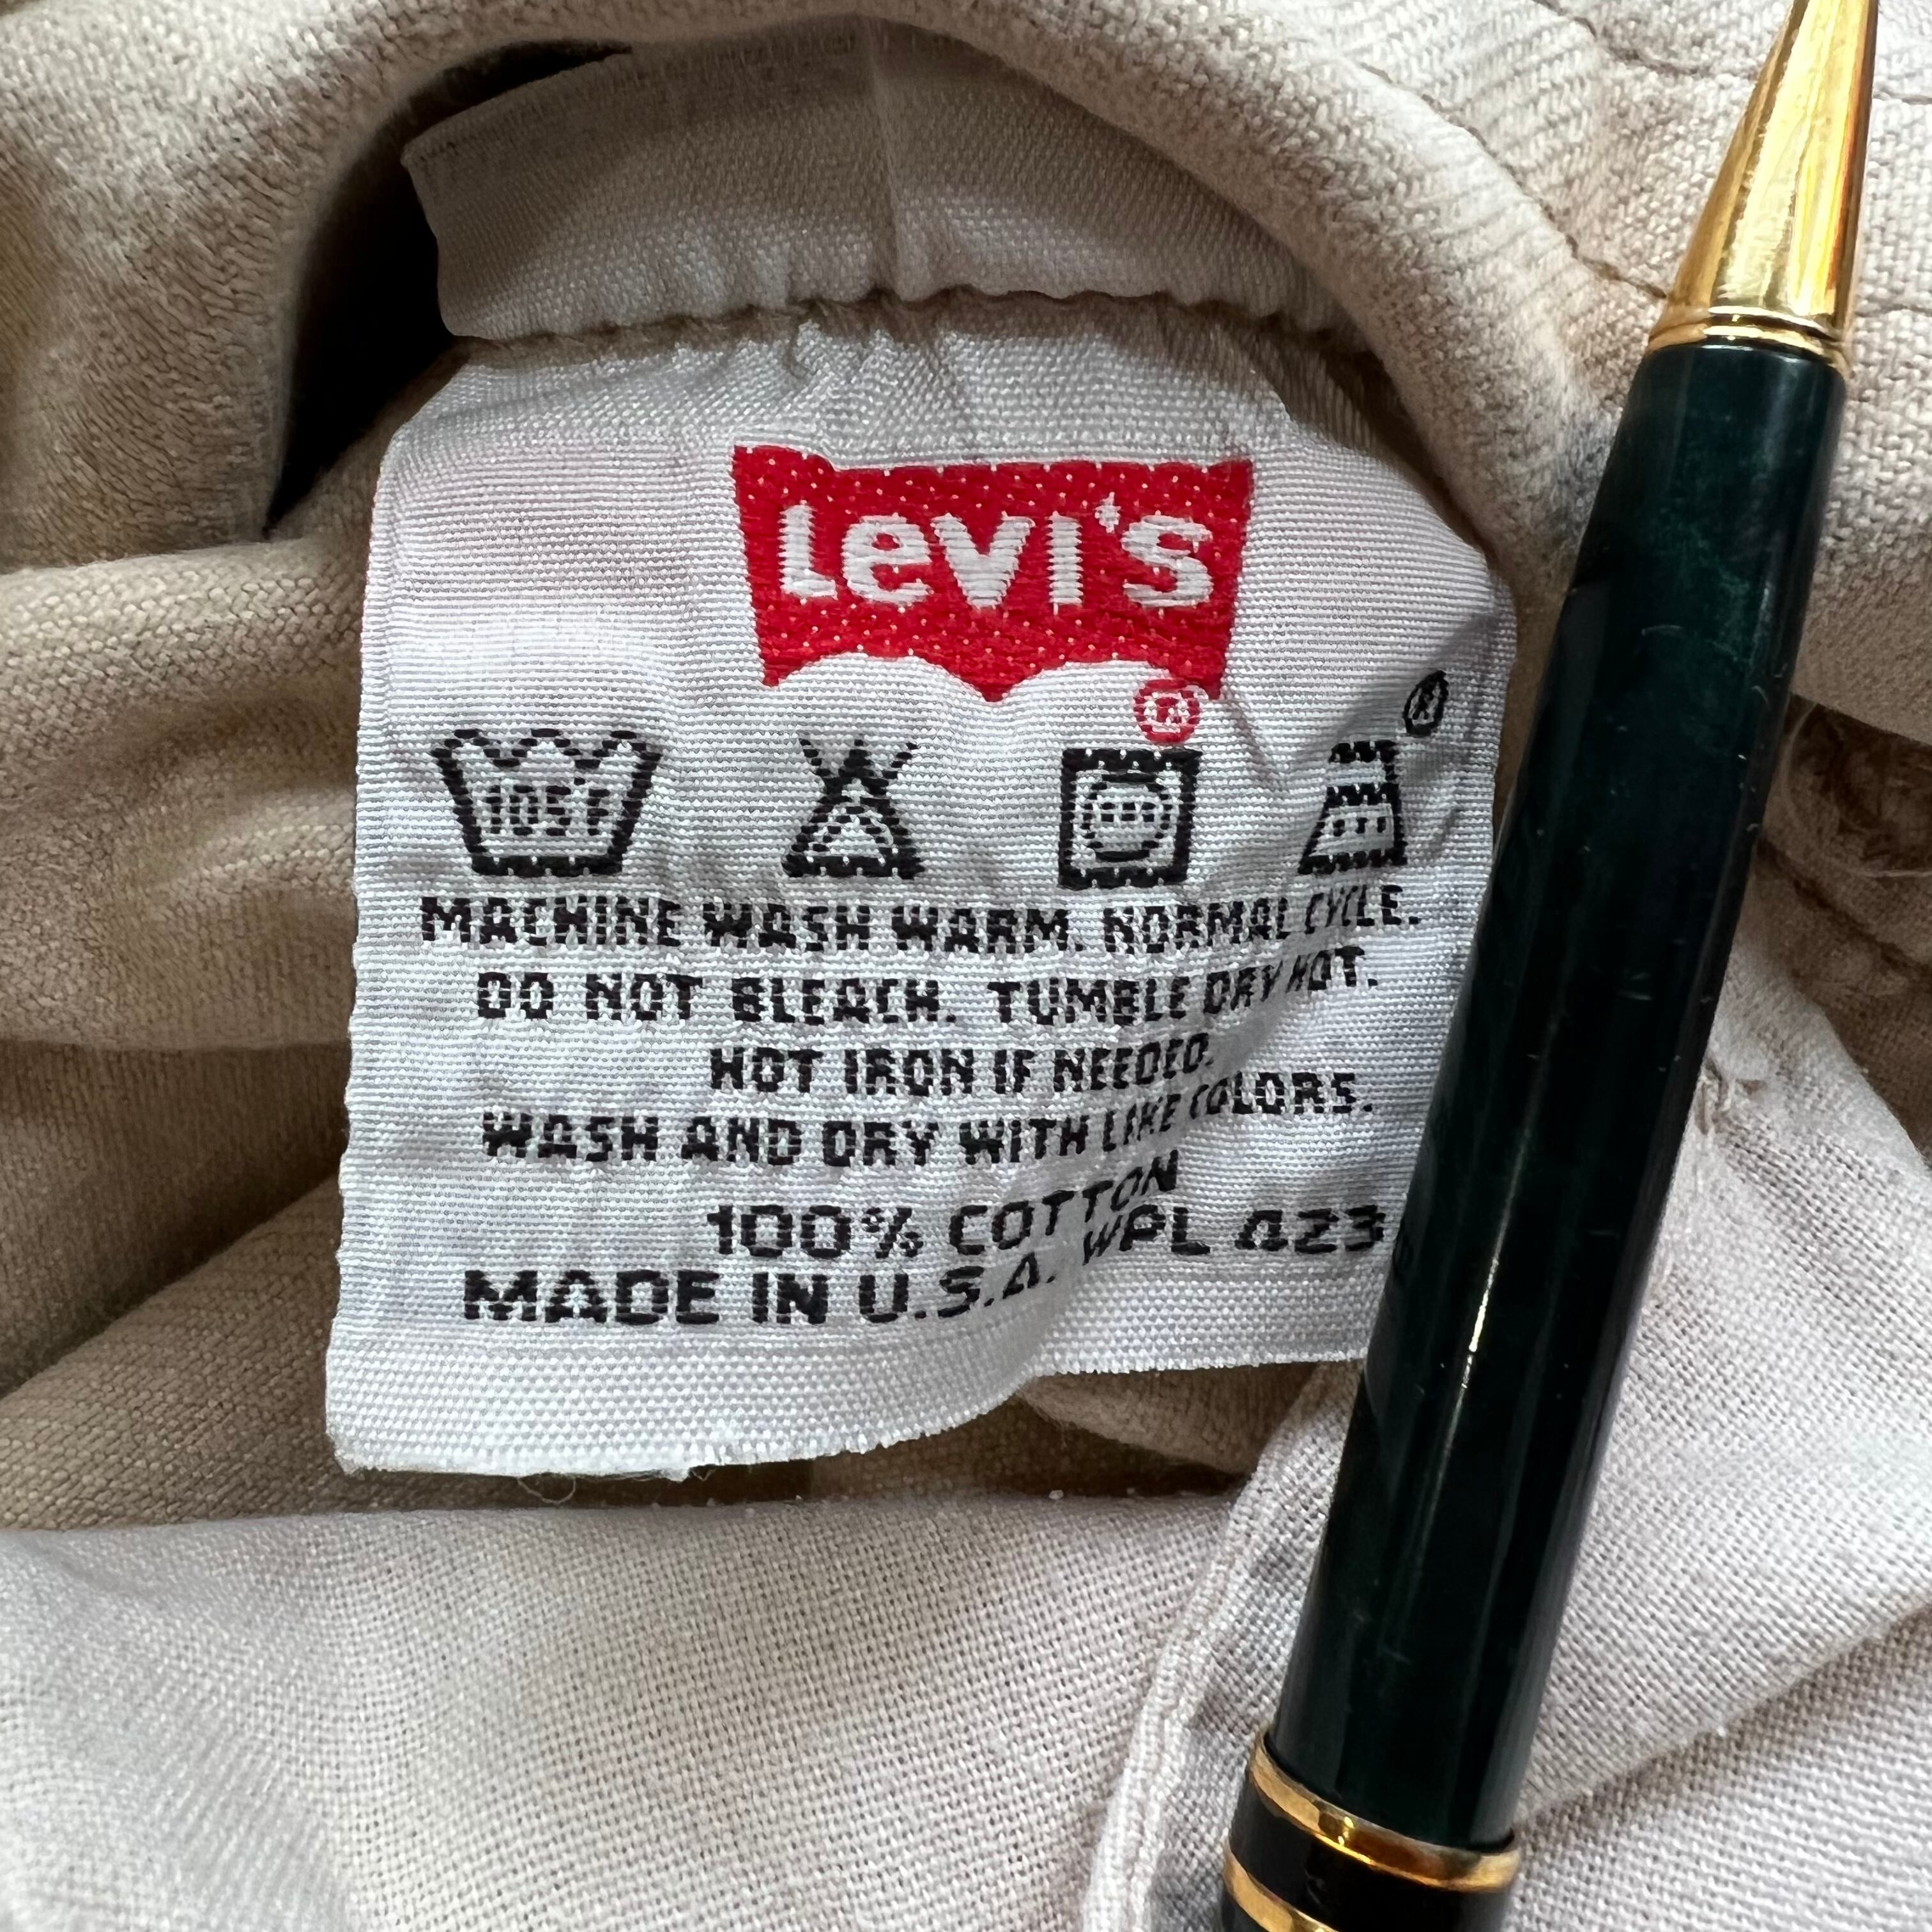 Levi's
®
®
105°F
MACHINE WASH WARM. NORMAL CYCLE.
DO NOT BLEACH. TUMBLE DRY HOT.
HOT IRON IF NEEDED.
WASH AND DRY WITH LIKE COLORS.
100% COTTON
MADE IN U.S.A. WPL 423